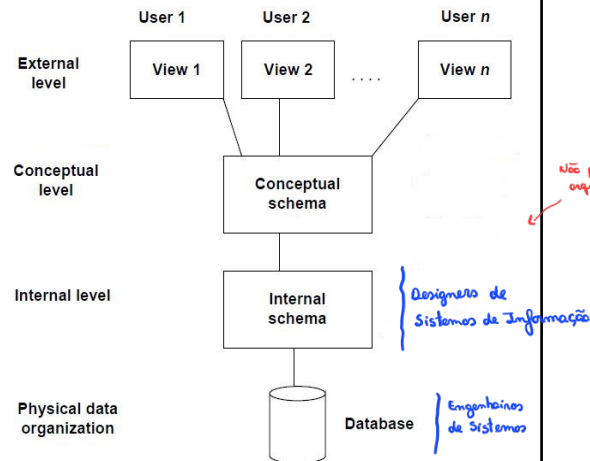 User 1 User 2 User n
External level View 1 View 2 .... View n
Conceptual level Conceptual schema
Não
Internal level Internal schema Designers de Sistemas de Informação
Physical data organization Database Engenheiros de Sistemas